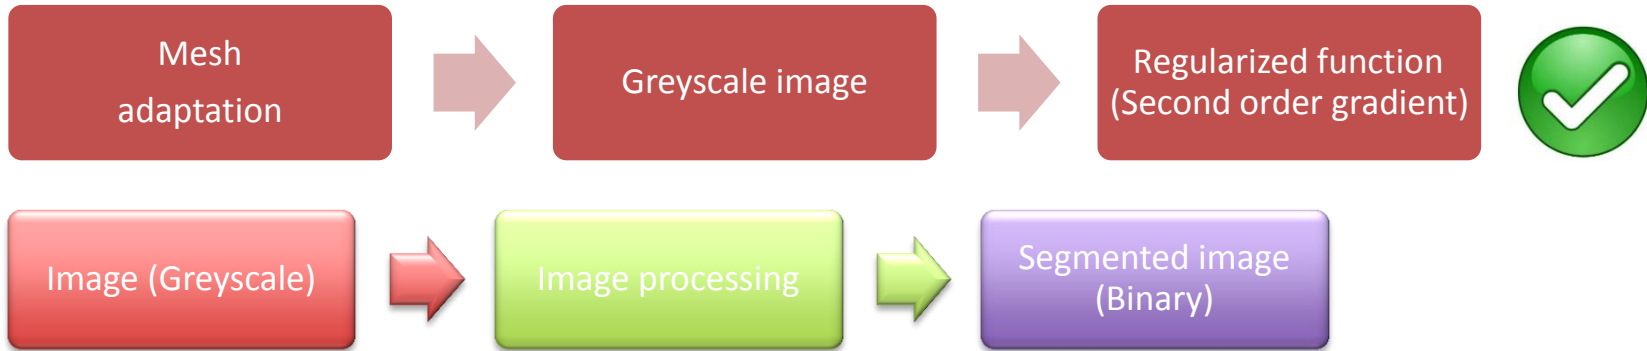 Mesh
adaptation
Greyscale image
Regularized function
(Second order gradient)
Image (Greyscale)
Image processing
Segmented image
(Binary)